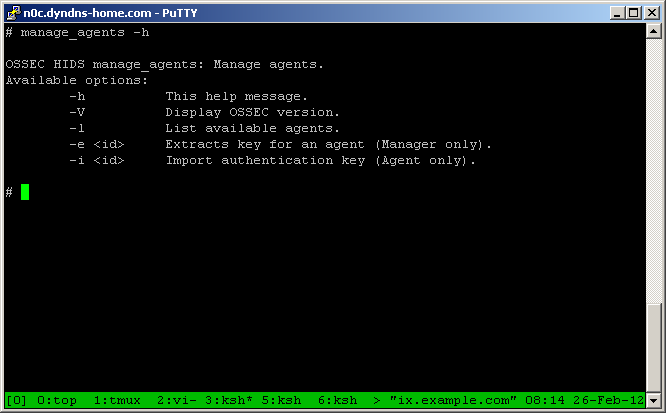 n0c.dyndns-home.com - PuTTY
# manage_agents -h
OSSEC HIDS manage_agents: Manage agents.
Available options:
-h This help message.
-V Display OSSEC version.
-l List available agents.
-e <id> Extracts key for an agent (Manager only).
-i <id> Import authentication key (Agent only).
#
[0] 0:top 1:tmux 2:vi- 3:ksh* 5:ksh 6:ksh > "ix.example.com" 08:14 26-Feb-12